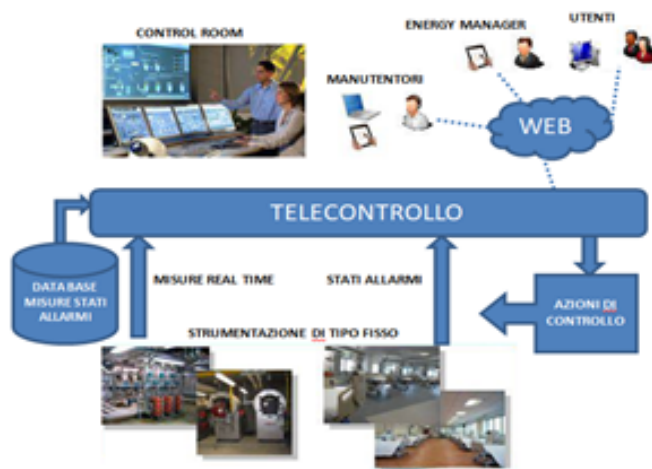 CONTROL ROOM
ENERGY MANAGER
UTENTI
MANUTENTORI
WEB
TELECONTROLLO
DATA BASE
MISURE STATI
ALLARMI
MISURE REAL TIME
STATI ALLARMI
AZIONI DI
CONTROLLO
STRUMENTAZIONE DI TIPO FISSO